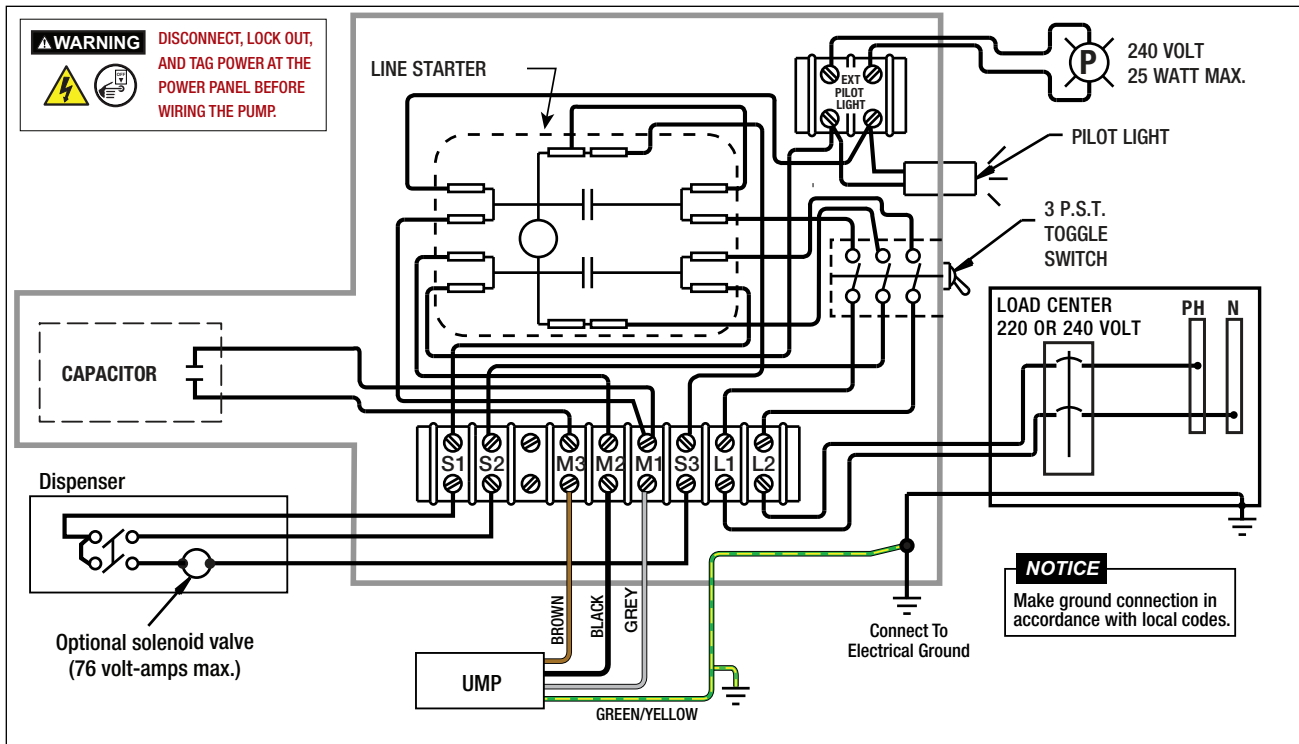 WARNING
DISCONNECT, LOCK OUT,
AND TAG POWER AT THE
POWER PANEL BEFORE
WIRING THE PUMP.
OFF
LINE STARTER
EXT
PILOT
LIGHT
P
240 VOLT
25 WATT MAX.
PILOT LIGHT
3 P.S.T.
TOGGLE
SWITCH
LOAD CENTER
220 OR 240 VOLT
PH N
CAPACITOR
S1 S2 M3 M2 M1 S3 L1 L2
Dispenser
Optional solenoid valve
(76 volt-amps max.)
BROWN
BLACK
GREY
UMP
GREEN/YELLOW
Connect To
Electrical Ground
NOTICE
Make ground connection in
accordance with local codes.